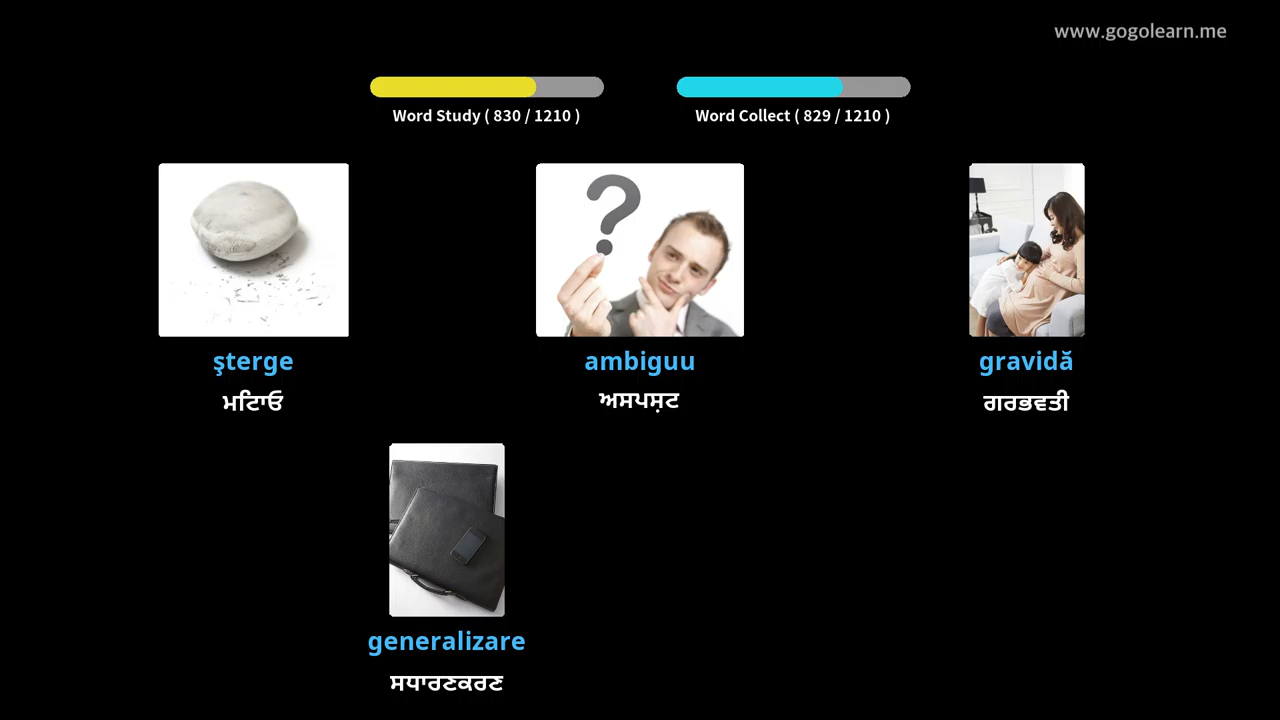 www.gogolearn.me
Word Study ( 830 / 1210 )
Word Collect ( 829 / 1210 )
şterge
ambiguu
gravidă
ਮਟਿਾਓ
ਅਸਪਸ਼ਟ
ਗਰਭਵਤੀ
generalizare
ਸਧਾਰਣਕਰਣ